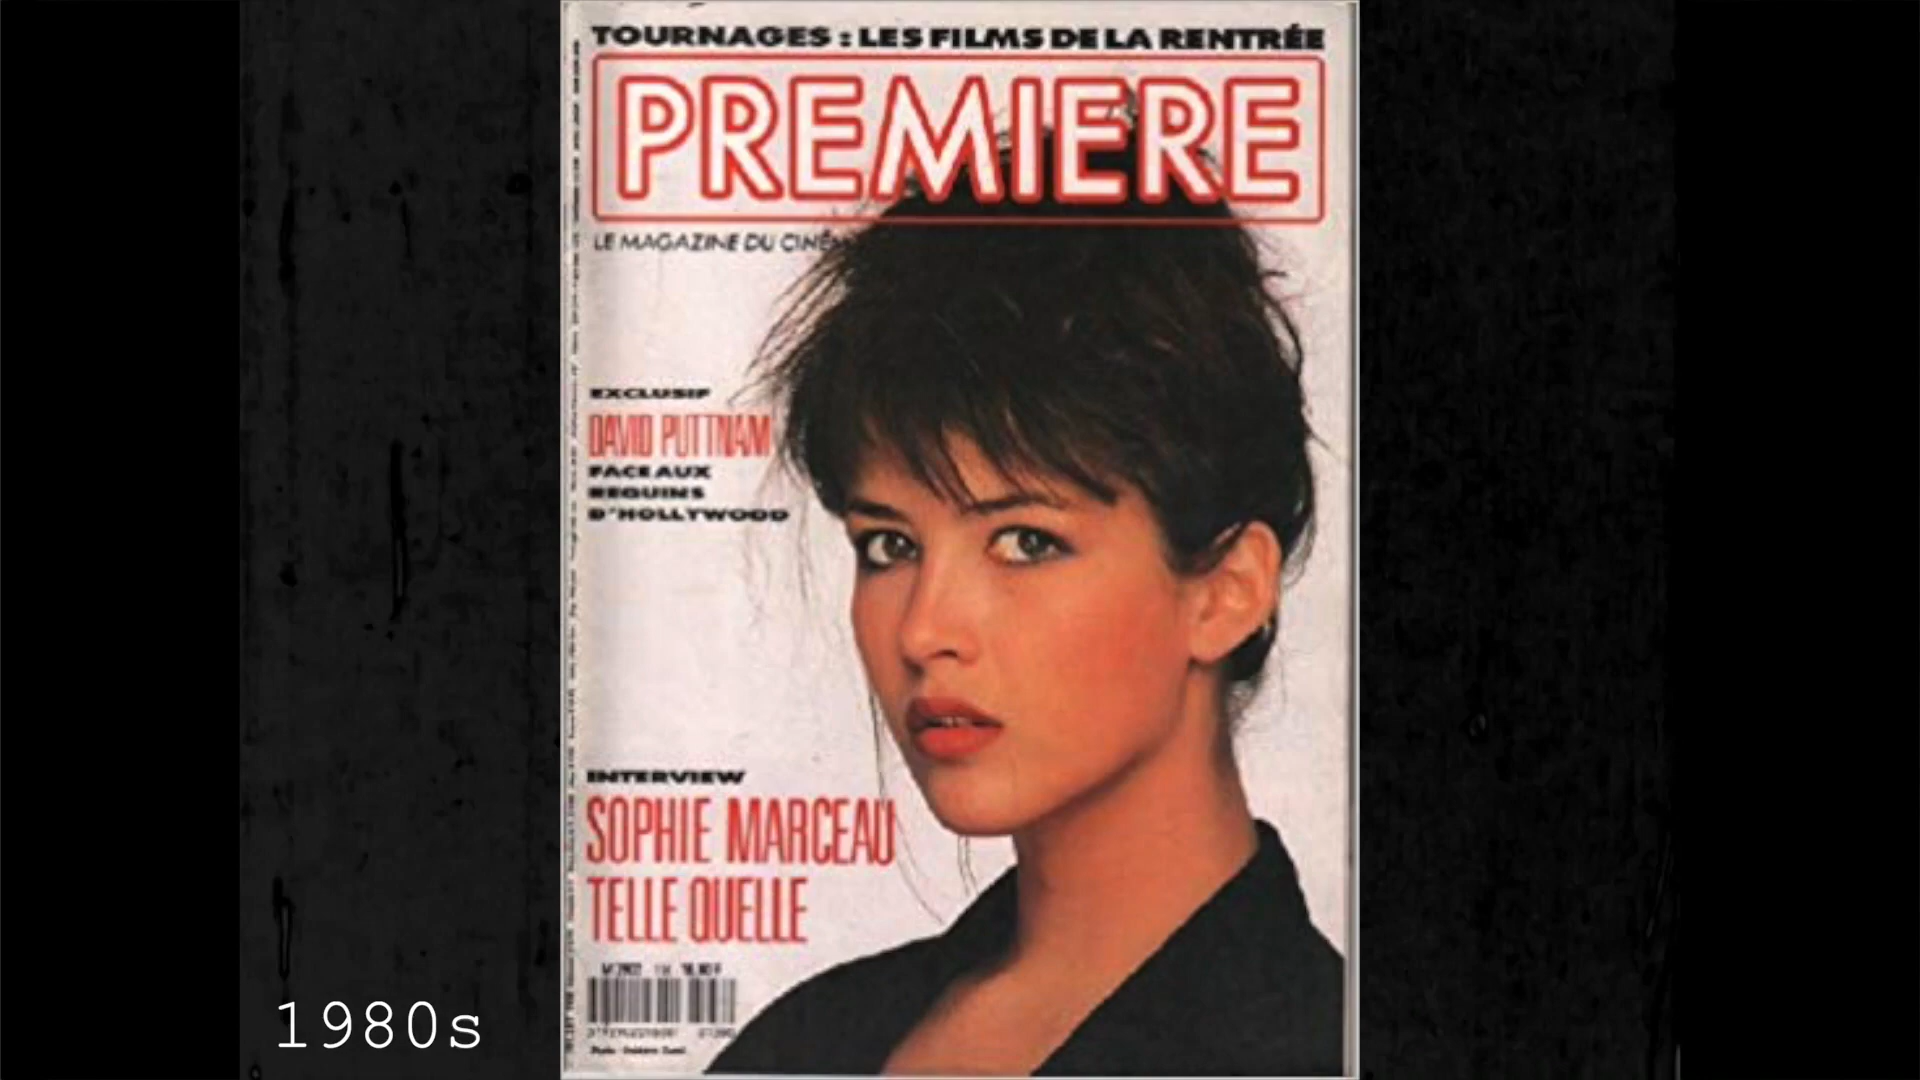 TOURNAGES : LES FILMS DE LA RENTRÉE
PREMIERE
LE MAGAZINE DU CINÉM
EXCLUSIF
DAVID PUTTNAM
FACE AUX
REQUINS
D'HOLLYWOOD
INTERVIEW
SOPHIE MARCEAU
TELLE QUELLE
1980s